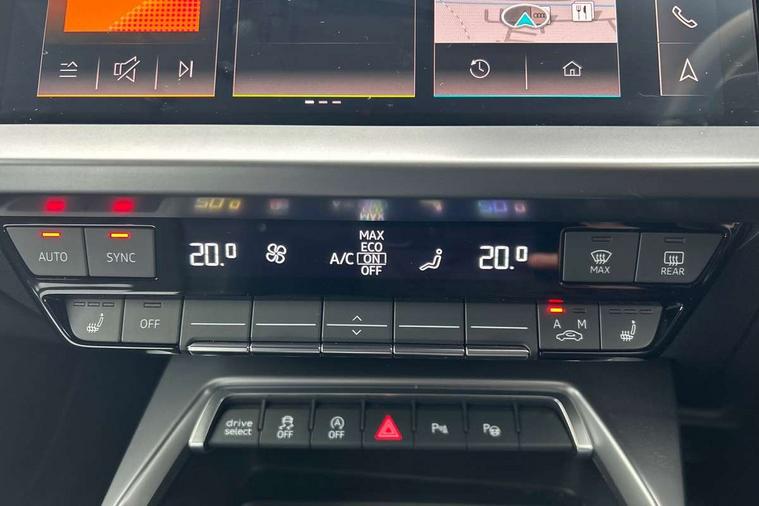 MAX
ECO
AUTO SYNC 20.0 A/C ON 20.0 MAX REAR
OFF
OFF A M
drive select OFF OFF P P